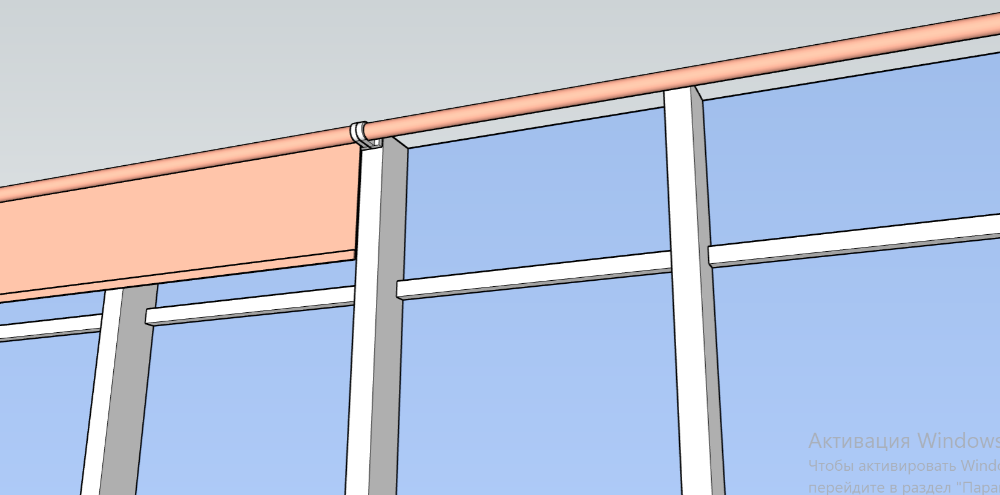 Активация Windows
Чтобы активировать
перейдите в раздел